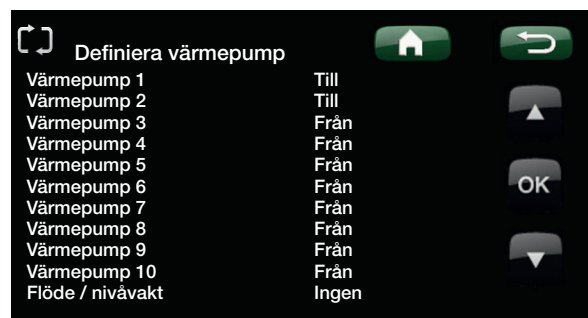 Definiera värmepump
Värmepump 1 Till
Värmepump 2 Till
Värmepump 3 Från
Värmepump 4 Från
Värmepump 5 Från
Värmepump 6 Från
Värmepump 7 Från
Värmepump 8 Från
Värmepump 9 Från
Värmepump 10 Från
Flöde / nivåvakt Ingen
OK